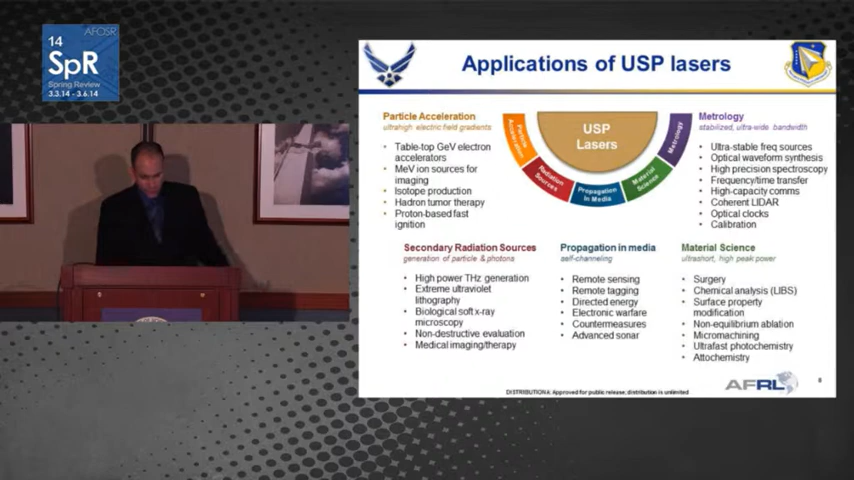 AFOSR
14
SpR
Spring Review
3.3.14 - 3.6.14
Applications of USP lasers
Particle Acceleration
ultrahigh electric field gradients
Table-top GeV electron
accelerators
MeV ion sources for
imaging
Isotope production
Hadron tumor therapy
Proton-based fast
ignition
USP
Lasers
Particle
Acceleration
Radiation
Sources
Propagation
In Media
Material
Science
Metrology
Metrology
stabilized, ultra-wide bandwidth
Ultra-stable freq sources
Optical waveform synthesis
High precision spectroscopy
Frequency/time transfer
High-capacity comms
Coherent LIDAR
Optical clocks
Calibration
Secondary Radiation Sources
generation of particle & photons
High power THz generation
Extreme ultraviolet
lithography
Biological soft x-ray
microscopy
Non-destructive evaluation
Medical imaging/therapy
Propagation in media
self-channeling
Remote sensing
Remote tagging
Directed energy
Electronic warfare
Countermeasures
Advanced sonar
Material Science
ultrashort, high peak power
Surgery
Chemical analysis (LIBS)
Surface property
modification
Non-equilibrium ablation
Micromachining
Ultrafast photochemistry
Attochemistry
8
AFRL
DISTRIBUTION A: Approved for public release; distribution is unlimited